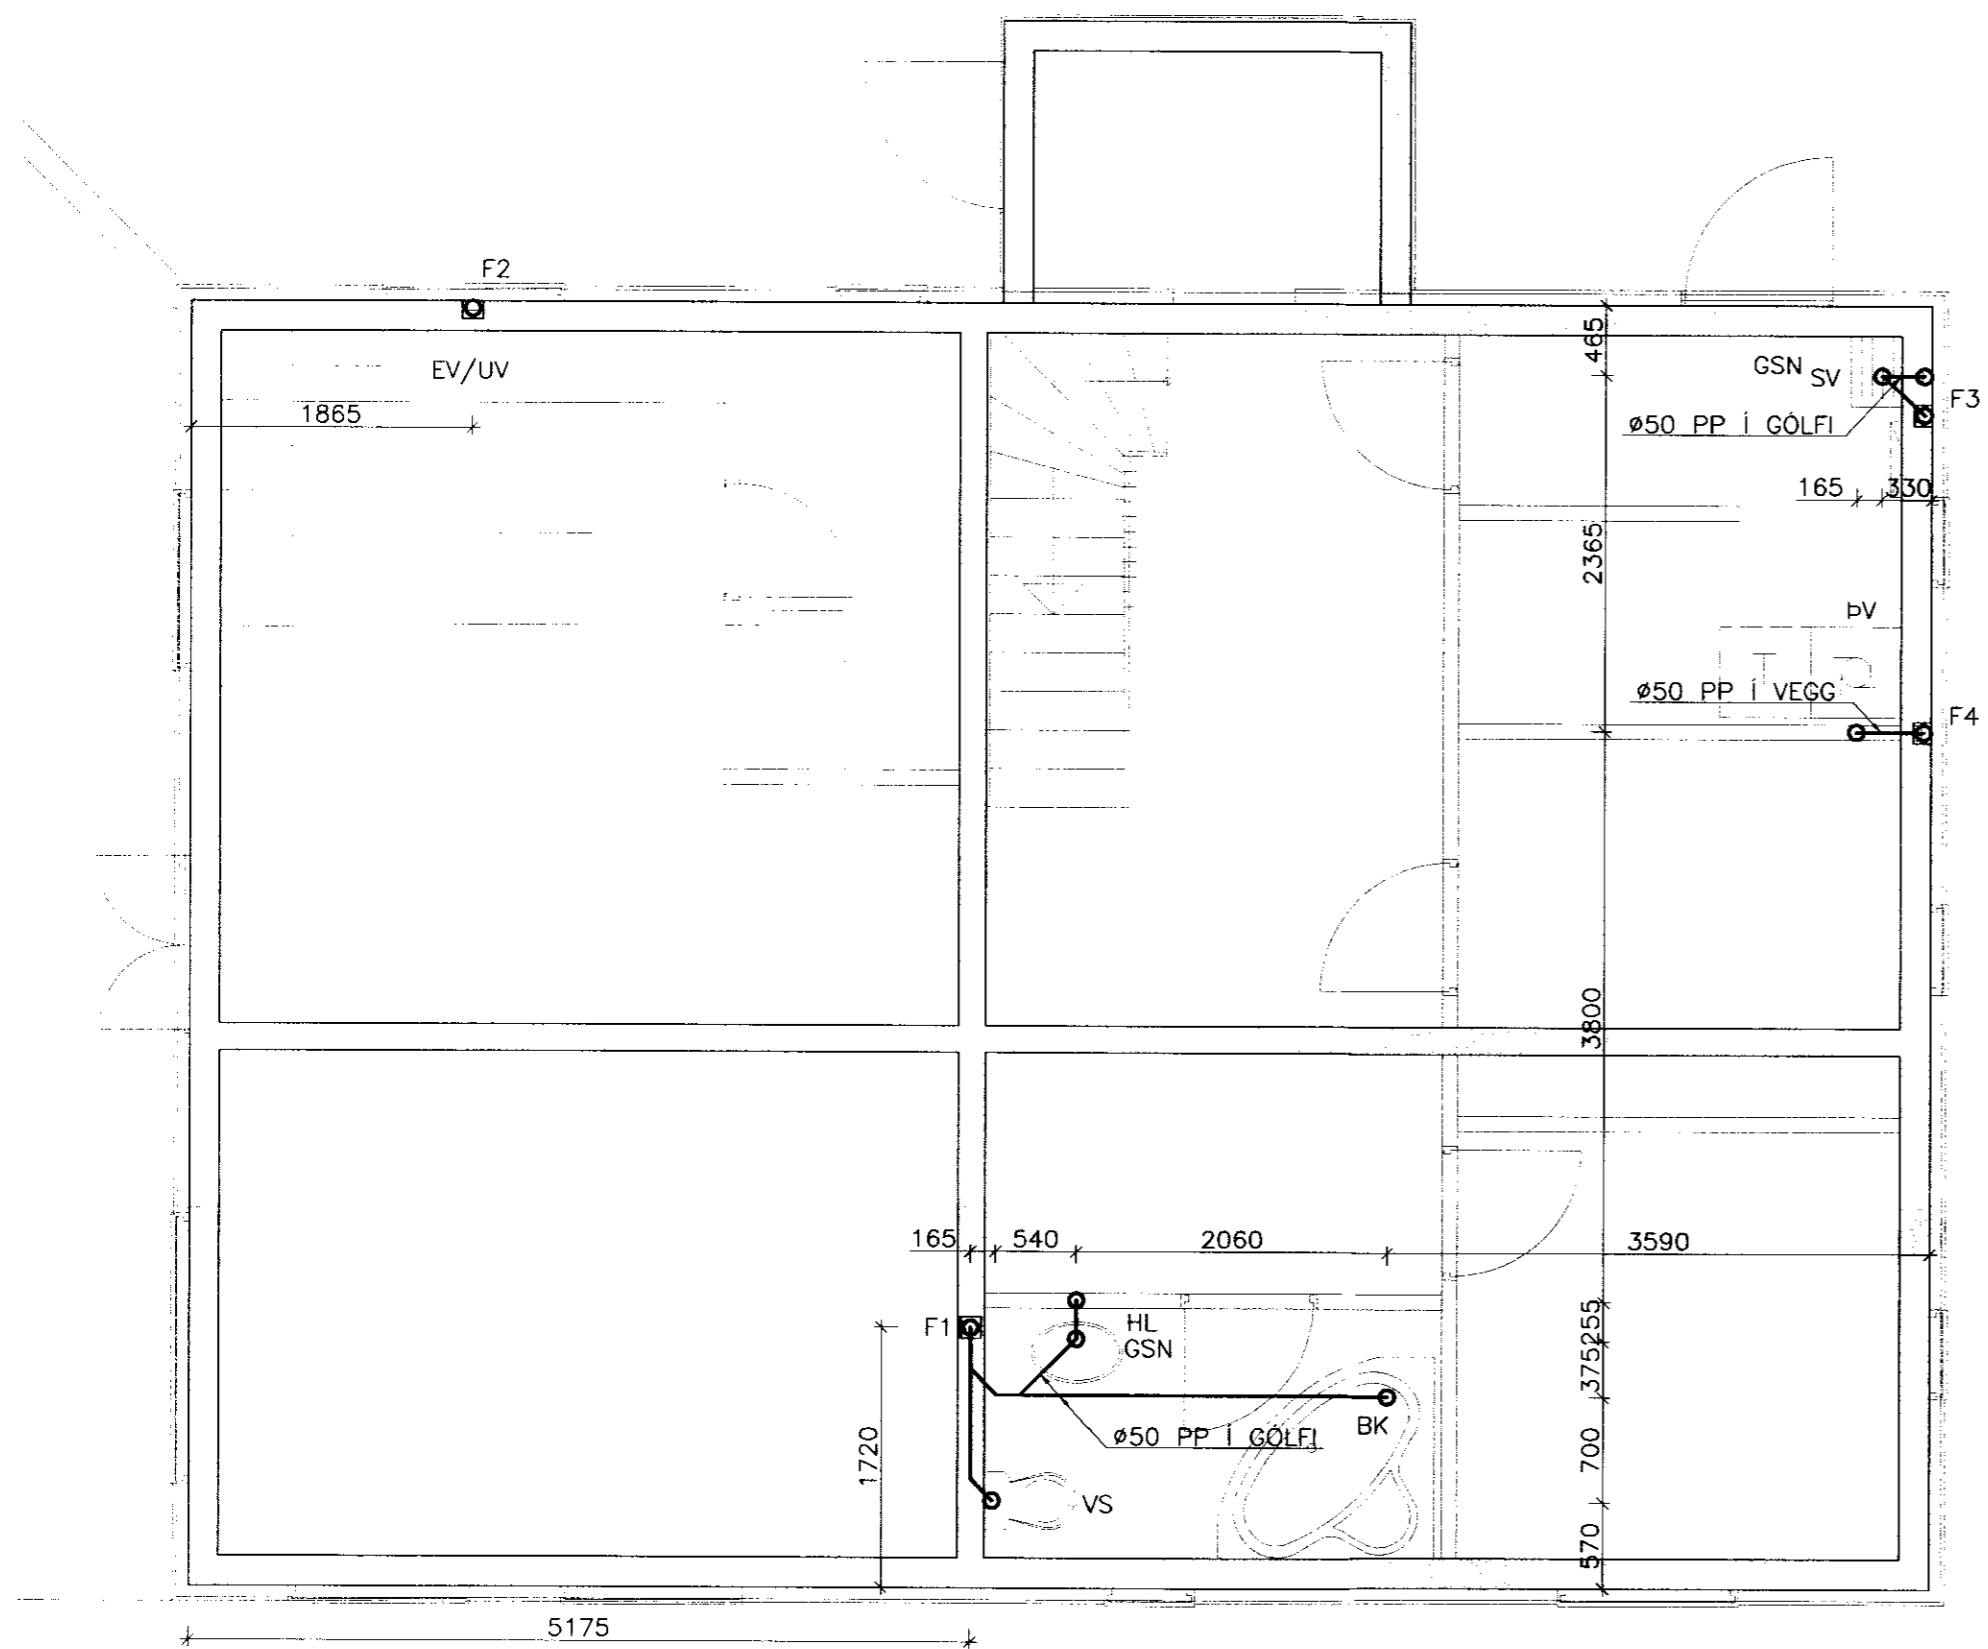 F2
EV/UV
1865
465
GSN SV
F3
ø50 PP Í GÓLFI
165 330
2365
ÞV
ø50 PP Í VEGG
F4
3800
165 540 2060 3590
F1
HL
GSN
255
375
BK
ø50 PP Í GÓLFI
1720
700
VS
570
5175